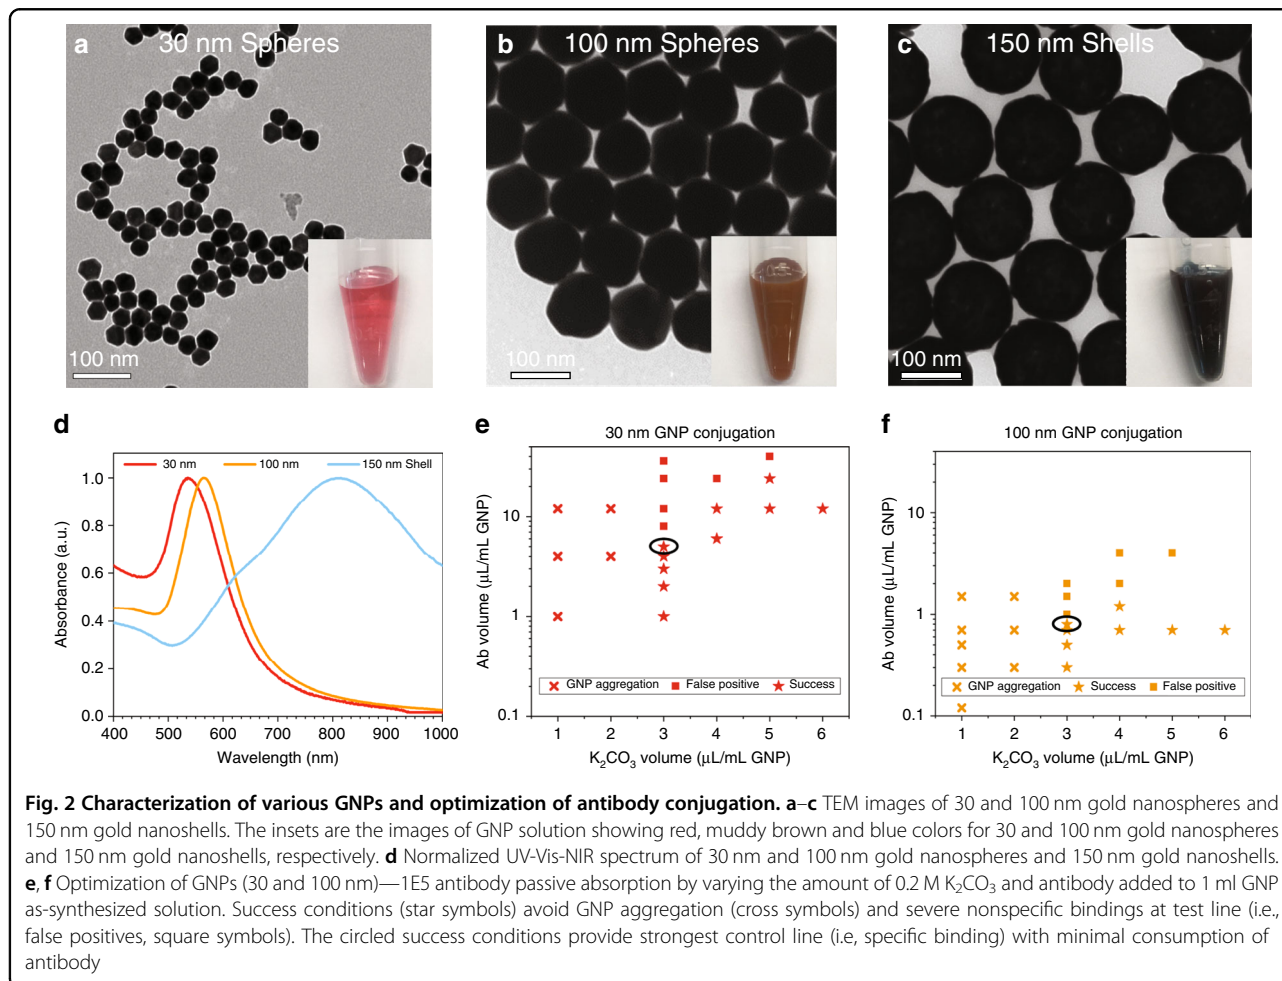 a 30 nm Spheres
100 nm
b 100 nm Spheres
100 nm
c 150 nm Shells
100 nm
d
30 nm 100 nm 150 nm Shell
1.0
0.8
0.6
0.4
0.2
0.0
Absorbance (a.u.)
400 500 600 700 800 900 1000
Wavelength (nm)
e
30 nm GNP conjugation
10
1
0.1
Ab volume (μL/mL GNP)
GNP aggregation False positive Success
1 2 3 4 5 6
K₂CO₃ volume (μL/mL GNP)
f
100 nm GNP conjugation
10
1
0.1
Ab volume (μL/mL GNP)
GNP aggregation Success False positive
1 2 3 4 5 6
K₂CO₃ volume (μL/mL GNP)
Fig. 2 Characterization of various GNPs and optimization of antibody conjugation. a–c TEM images of 30 and 100 nm gold nanospheres and
150 nm gold nanoshells. The insets are the images of GNP solution showing red, muddy brown and blue colors for 30 and 100 nm gold nanospheres
and 150 nm gold nanoshells, respectively. d Normalized UV-Vis-NIR spectrum of 30 nm and 100 nm gold nanospheres and 150 nm gold nanoshells.
e, f Optimization of GNPs (30 and 100 nm)—1E5 antibody passive absorption by varying the amount of 0.2 M K₂CO₃ and antibody added to 1 ml GNP
as-synthesized solution. Success conditions (star symbols) avoid GNP aggregation (cross symbols) and severe nonspecific bindings at test line (i.e.,
false positives, square symbols). The circled success conditions provide strongest control line (i.e, specific binding) with minimal consumption of
antibody